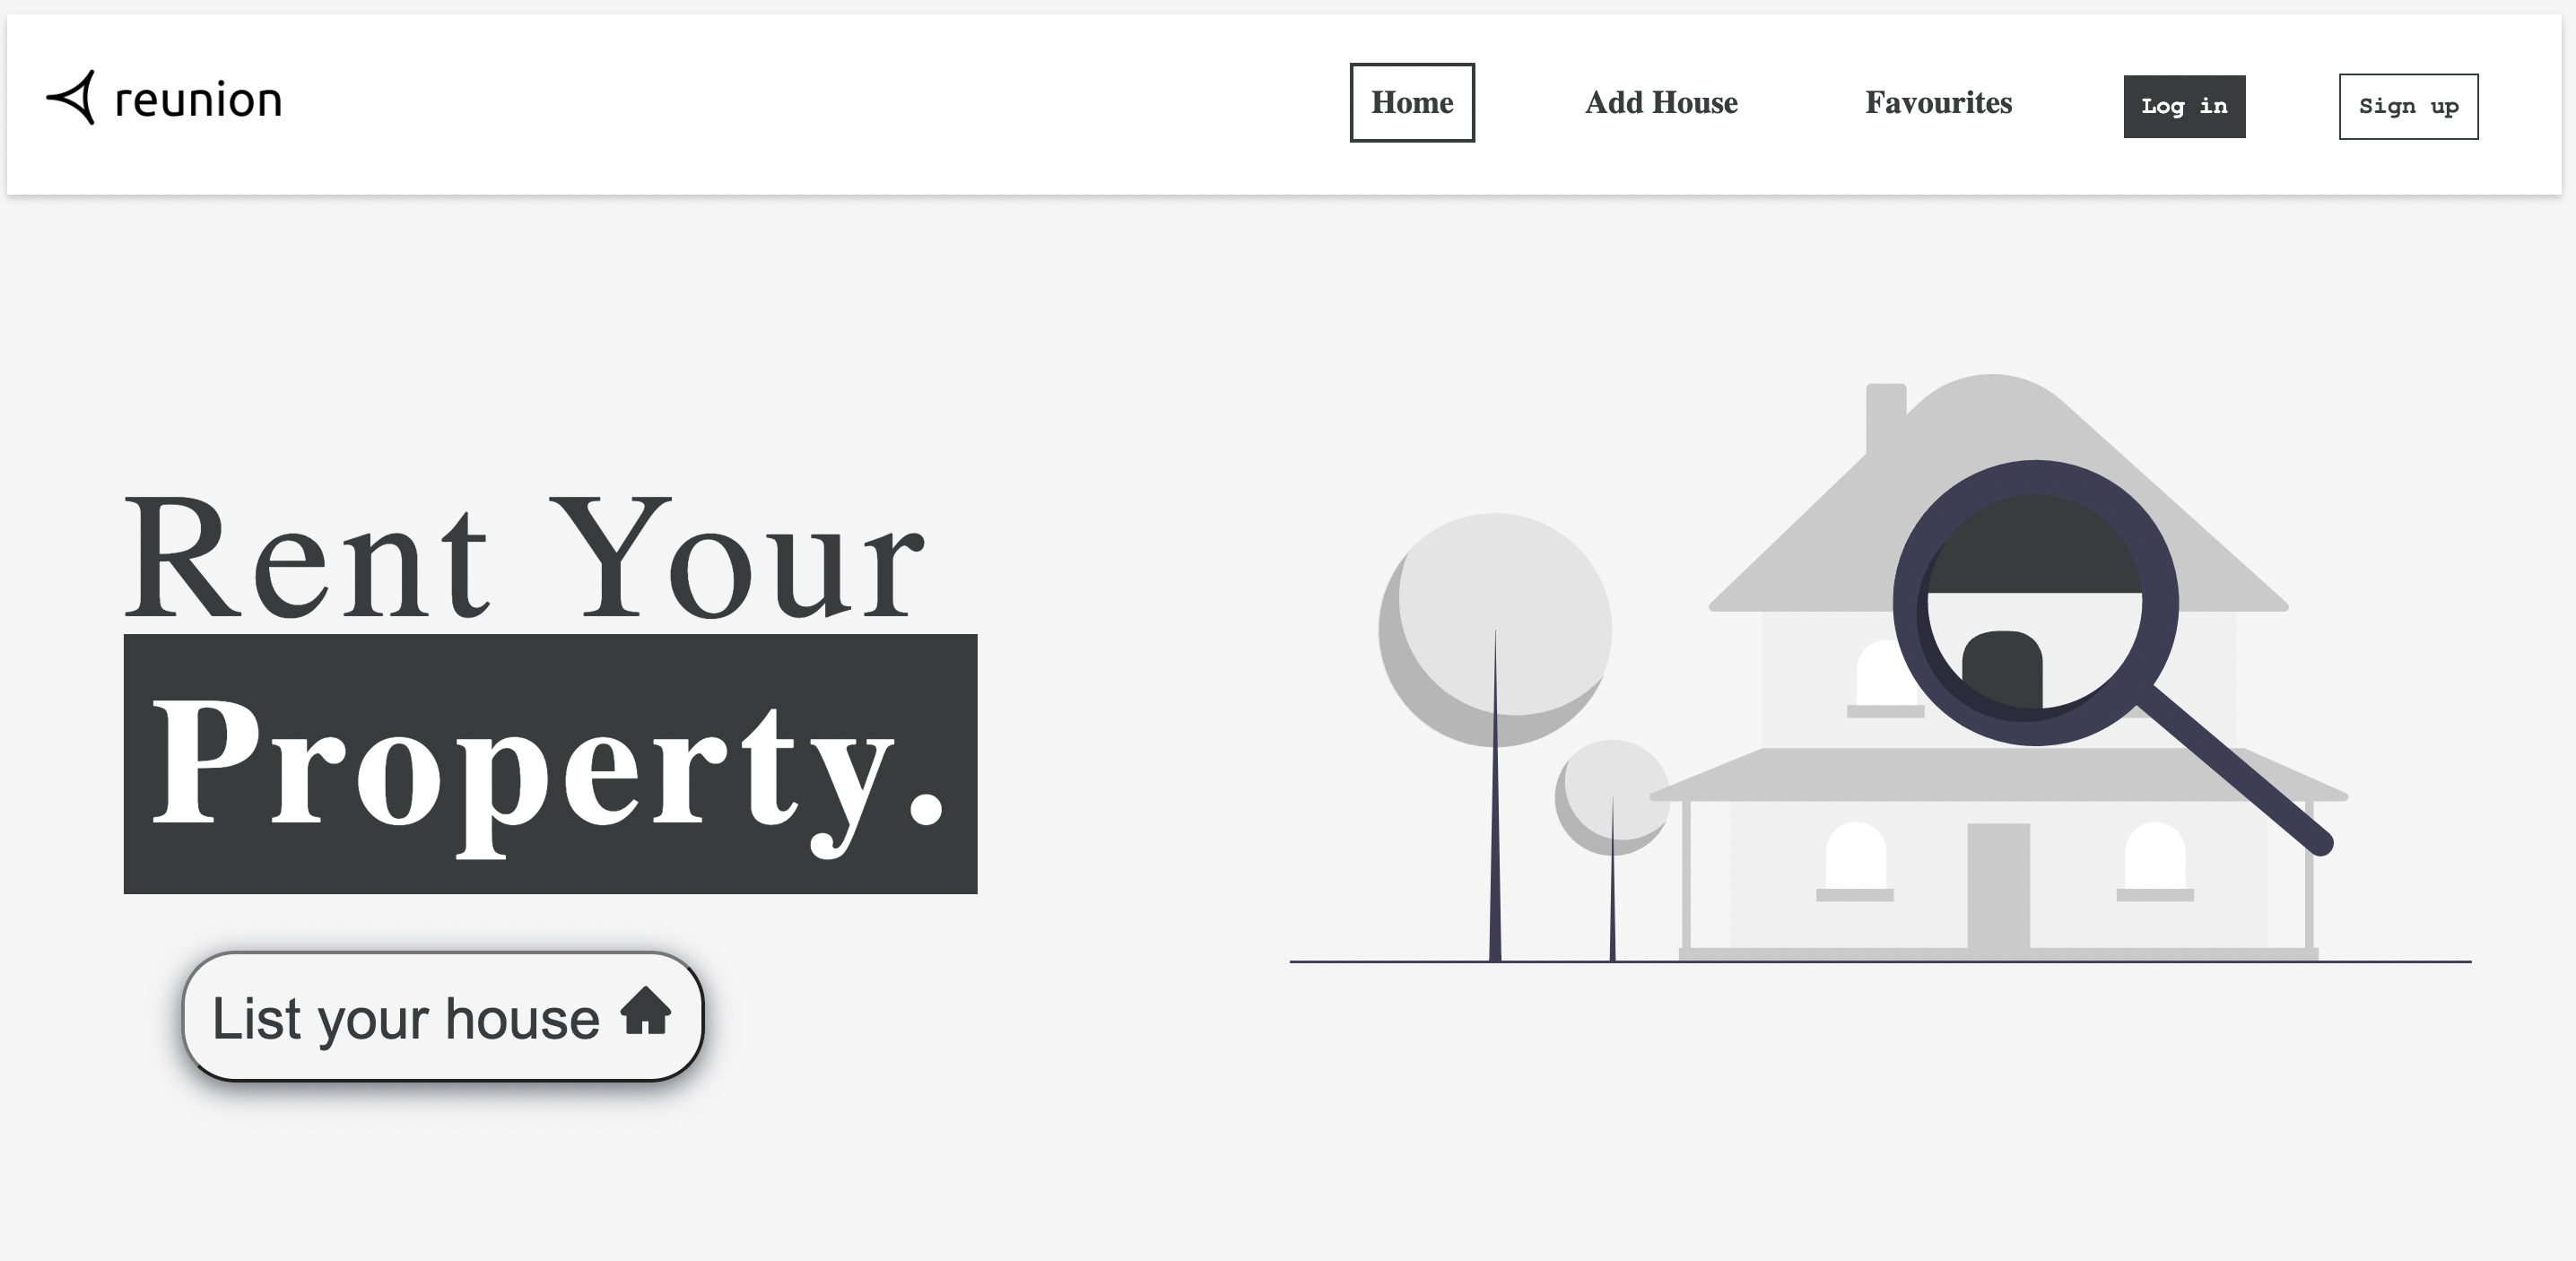 reunion
Home
Add House
Favourites
Log in
Sign up
Rent Your
Property.
List your house